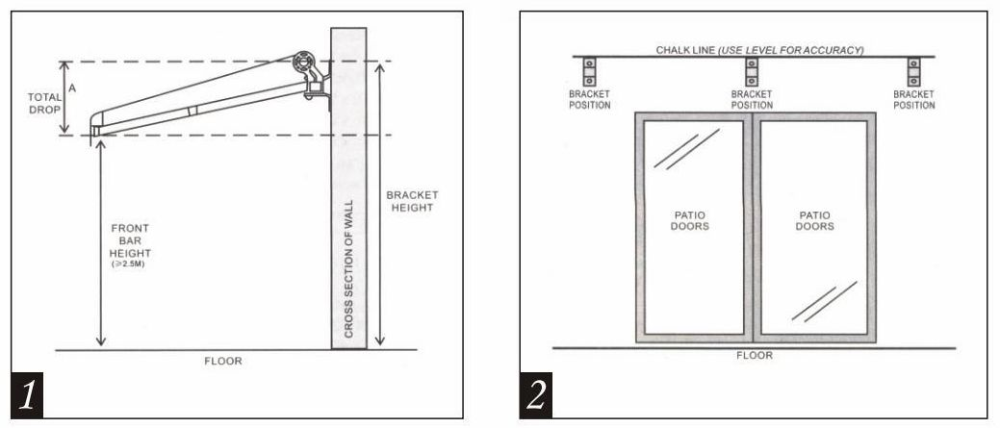 TOTAL
DROP
A
FRONT
BAR
HEIGHT
(≥2.5M)
CROSS SECTION OF WALL
BRACKET
HEIGHT
FLOOR
1
CHALK LINE (USE LEVEL FOR ACCURACY)
BRACKET
POSITION
BRACKET
POSITION
BRACKET
POSITION
PATIO
DOORS
PATIO
DOORS
FLOOR
2